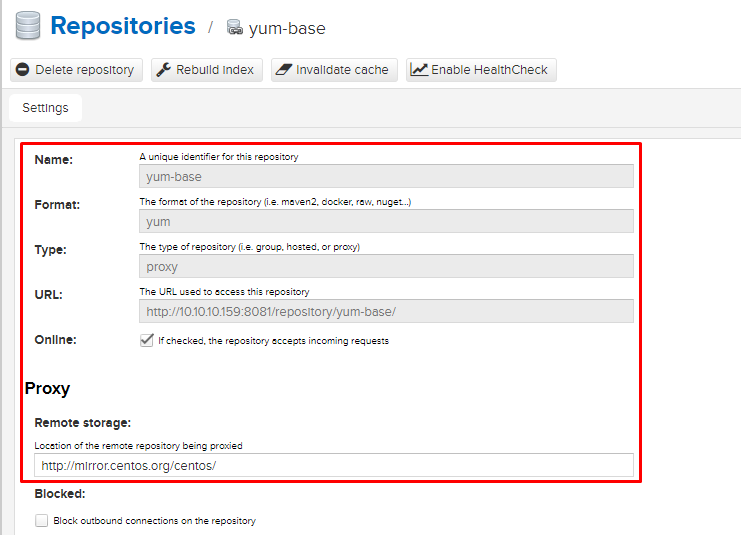 Repositories / yum-base
Delete repository Rebuild index Invalidate cache Enable HealthCheck
Settings
Name: A unique identifier for this repository
yum-base
Format: The format of the repository (i.e. maven2, docker, raw, nuget...)
yum
Type: The type of repository (i.e. group, hosted, or proxy)
proxy
URL: The URL used to access this repository
http://10.10.10.159:8081/repository/yum-base/
Online: If checked, the repository accepts incoming requests
Proxy
Remote storage:
Location of the remote repository being proxied
http://mirror.centos.org/centos/
Blocked:
Block outbound connections on the repository